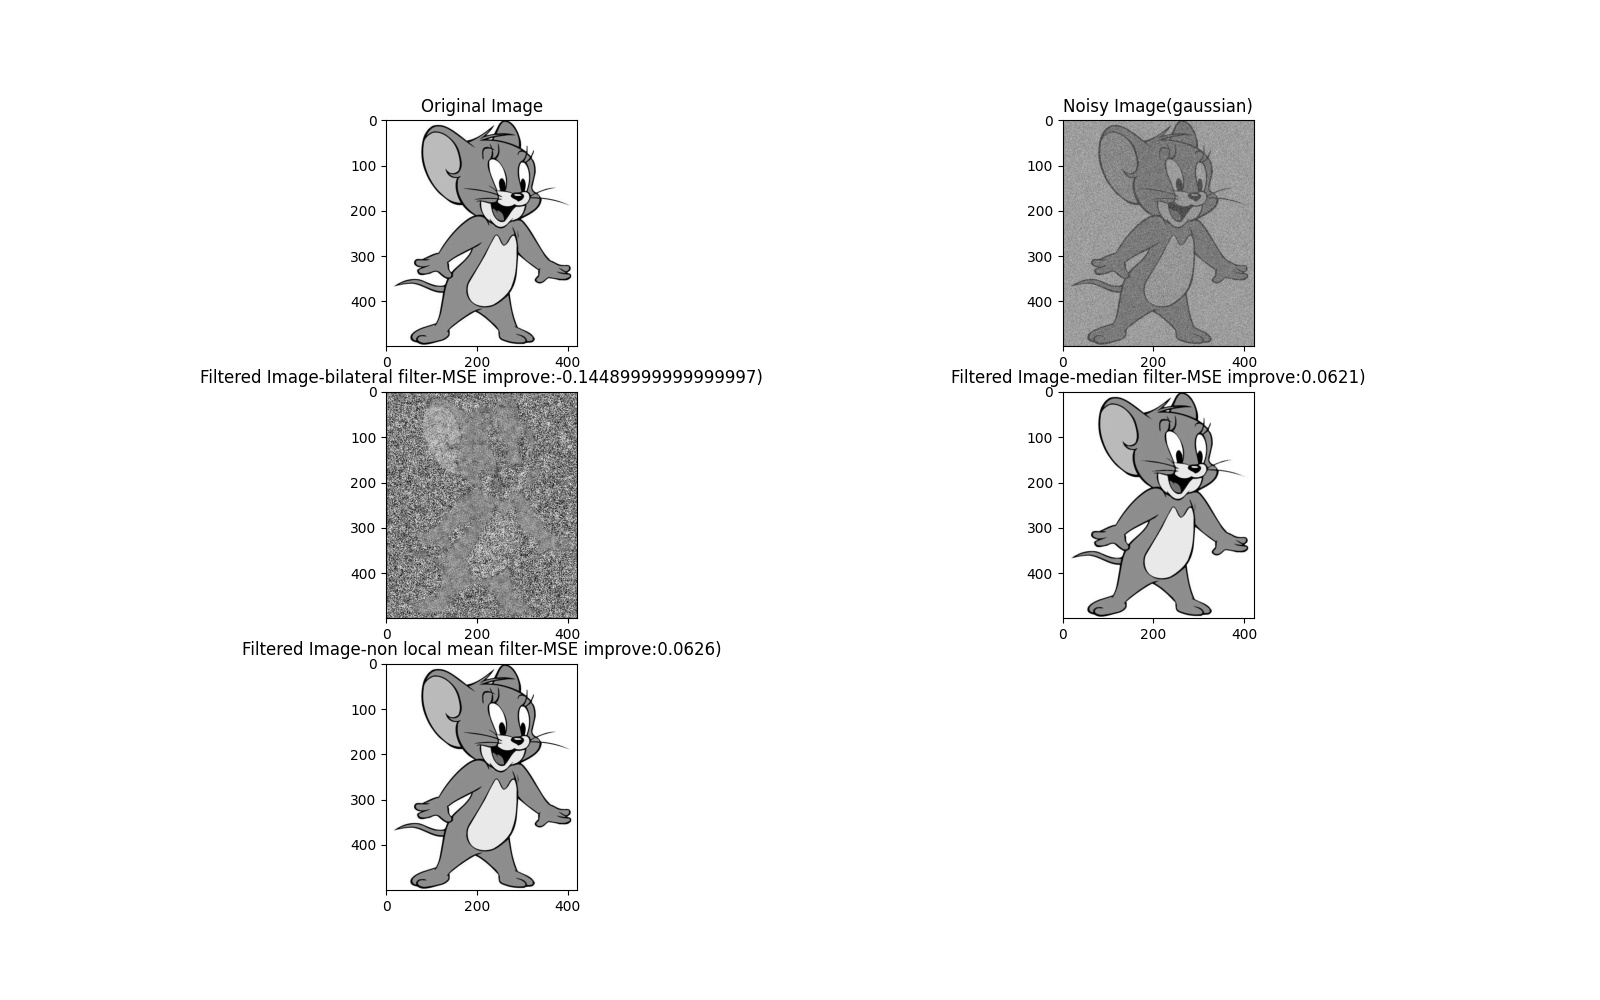 Original Image
0
100
200
300
400
0 200 400
Noisy Image(gaussian)
0
100
200
300
400
0 200 400
Filtered Image-bilateral filter-MSE improve:-0.14489999999999997)
0
100
200
300
400
0 200 400
Filtered Image-median filter-MSE improve:0.0621)
0
100
200
300
400
0 200 400
Filtered Image-non local mean filter-MSE improve:0.0626)
0
100
200
300
400
0 200 400